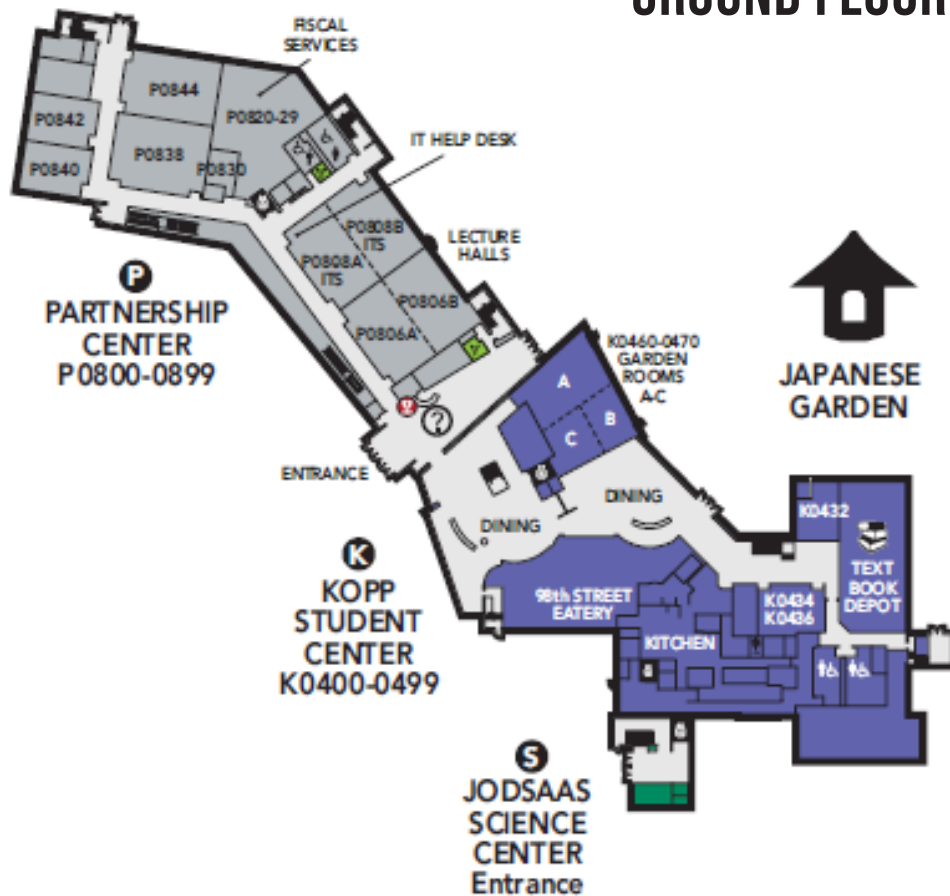 GROUND FLOOR
FISCAL
SERVICES
P0844
P0820-29
P0842
P0838
P0830
P0840
IT HELP DESK
P0808B
ITS
P0808A
ITS
LECTURE
HALLS
P0806B
P0806A
P
PARTNERSHIP
CENTER
P0800-0899
K0460-0470
GARDEN
ROOMS
A-C
A
B
C
JAPANESE
GARDEN
?
ENTRANCE
DINING
DINING
K0432
TEXT
BOOK
DEPOT
K
KOPP
STUDENT
CENTER
K0400-0499
98th STREET
EATERY
K0434
K0436
KITCHEN
S
JODSAAS
SCIENCE
CENTER
Entrance